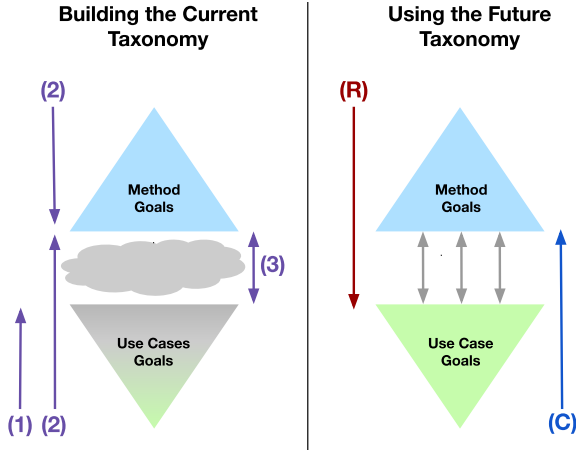 Building the Current
Taxonomy
(2)
Method
Goals
(3)
Use Cases
Goals
(1)
(2)
Using the Future
Taxonomy
(R)
Method
Goals
Use Case
Goals
(C)